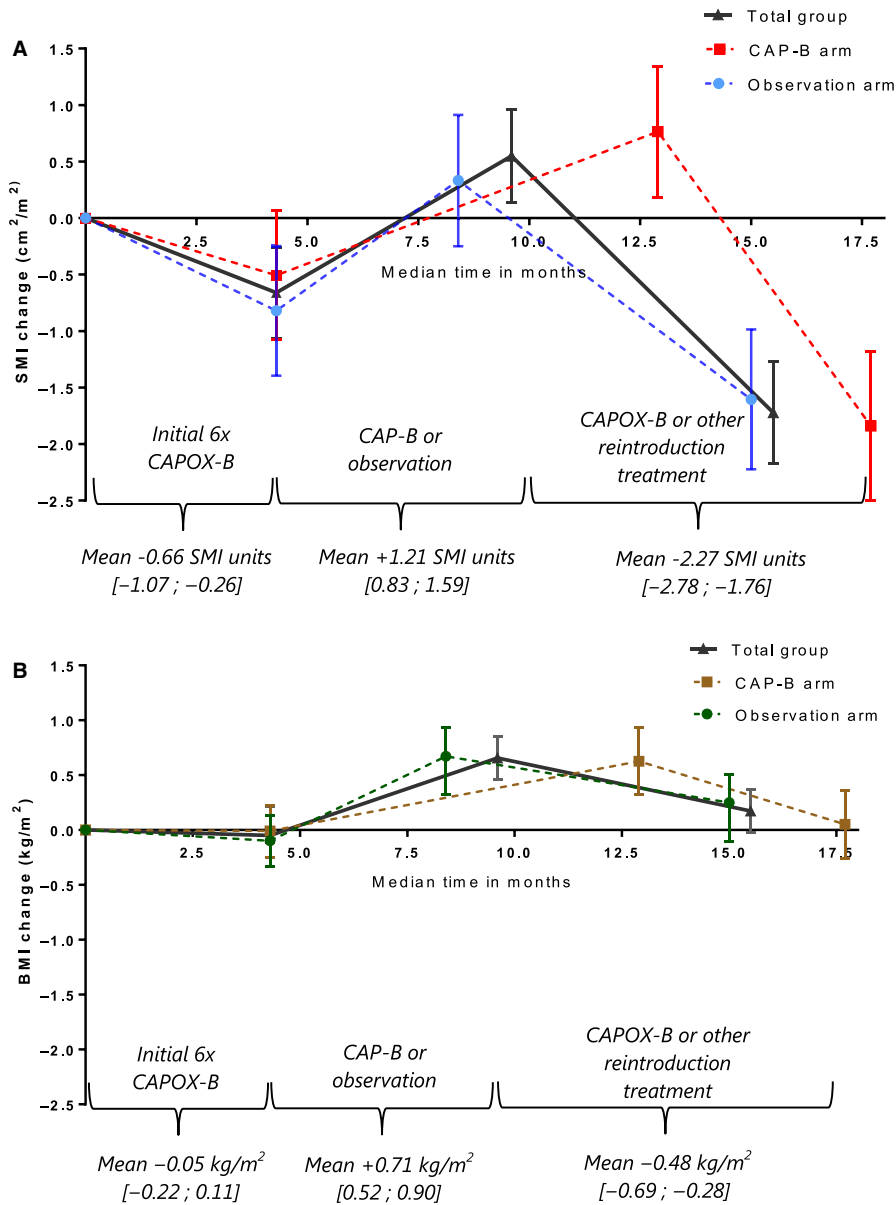 A
Total group
CAP-B arm
Observation arm
1.5
1.0
0.5
0.0
−0.5
−1.0
−1.5
−2.0
−2.5
SMI change (cm²/m²)
2.5
5.0
7.5
10.0
12.5
15.0
17.5
Median time in months
Initial 6x
CAPOX-B
CAP-B or
observation
CAPOX-B or other
reintroduction
treatment
Mean -0.66 SMI units
[−1.07 ; −0.26]
Mean +1.21 SMI units
[0.83 ; 1.59]
Mean -2.27 SMI units
[−2.78 ; −1.76]
B
Total group
CAP-B arm
Observation arm
1.5
1.0
0.5
0.0
−0.5
−1.0
−1.5
−2.0
−2.5
BMI change (kg/m²)
2.5
5.0
7.5
10.0
12.5
15.0
17.5
Median time in months
Initial 6x
CAPOX-B
CAP-B or
observation
CAPOX-B or other
reintroduction
treatment
Mean −0.05 kg/m²
[−0.22 ; 0.11]
Mean +0.71 kg/m²
[0.52 ; 0.90]
Mean −0.48 kg/m²
[−0.69 ; −0.28]